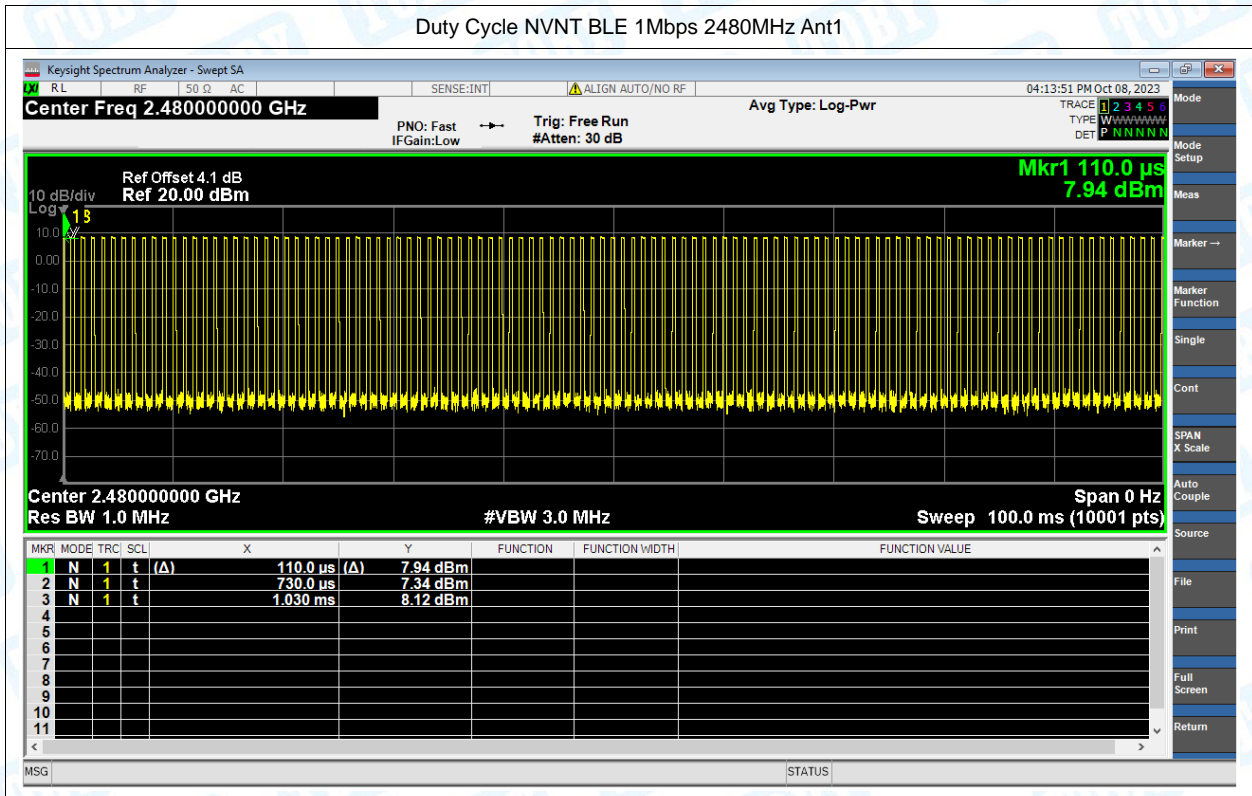 Duty Cycle NVNT BLE 1Mbps 2480MHz Ant1
Keysight Spectrum Analyzer - Swept SA
LXI RL RF 50 Ω AC SENSE:INT ALIGN AUTO/NO RF 04:13:51 PM Oct 08, 2023
Center Freq 2.480000000 GHz
PNO: Fast
IFGain:Low
Trig: Free Run
#Atten: 30 dB
Avg Type: Log-Pwr
TRACE 1 2 3 4 5 6
TYPE WWWWWW
DET P N N N N N
Ref Offset 4.1 dB
Ref 20.00 dBm
10 dB/div
Log
Mkr1 110.0 µs
7.94 dBm
10.0
0.00
-10.0
-20.0
-30.0
-40.0
-50.0
-60.0
-70.0
Center 2.480000000 GHz Span 0 Hz
Res BW 1.0 MHz #VBW 3.0 MHz Sweep 100.0 ms (10001 pts)
MKR MODE TRC SCL X Y FUNCTION FUNCTION WIDTH FUNCTION VALUE
1 N 1 t (Δ) 110.0 µs (Δ) 7.94 dBm
2 N 1 t 730.0 µs 7.34 dBm
3 N 1 t 1.030 ms 8.12 dBm
4
5
6
7
8
9
10
11
MSG STATUS
Mode
Mode
Setup
Meas
Marker→
Marker
Function
Single
Cont
SPAN
X Scale
Auto
Couple
Source
File
Print
Full
Screen
Return
TOBY